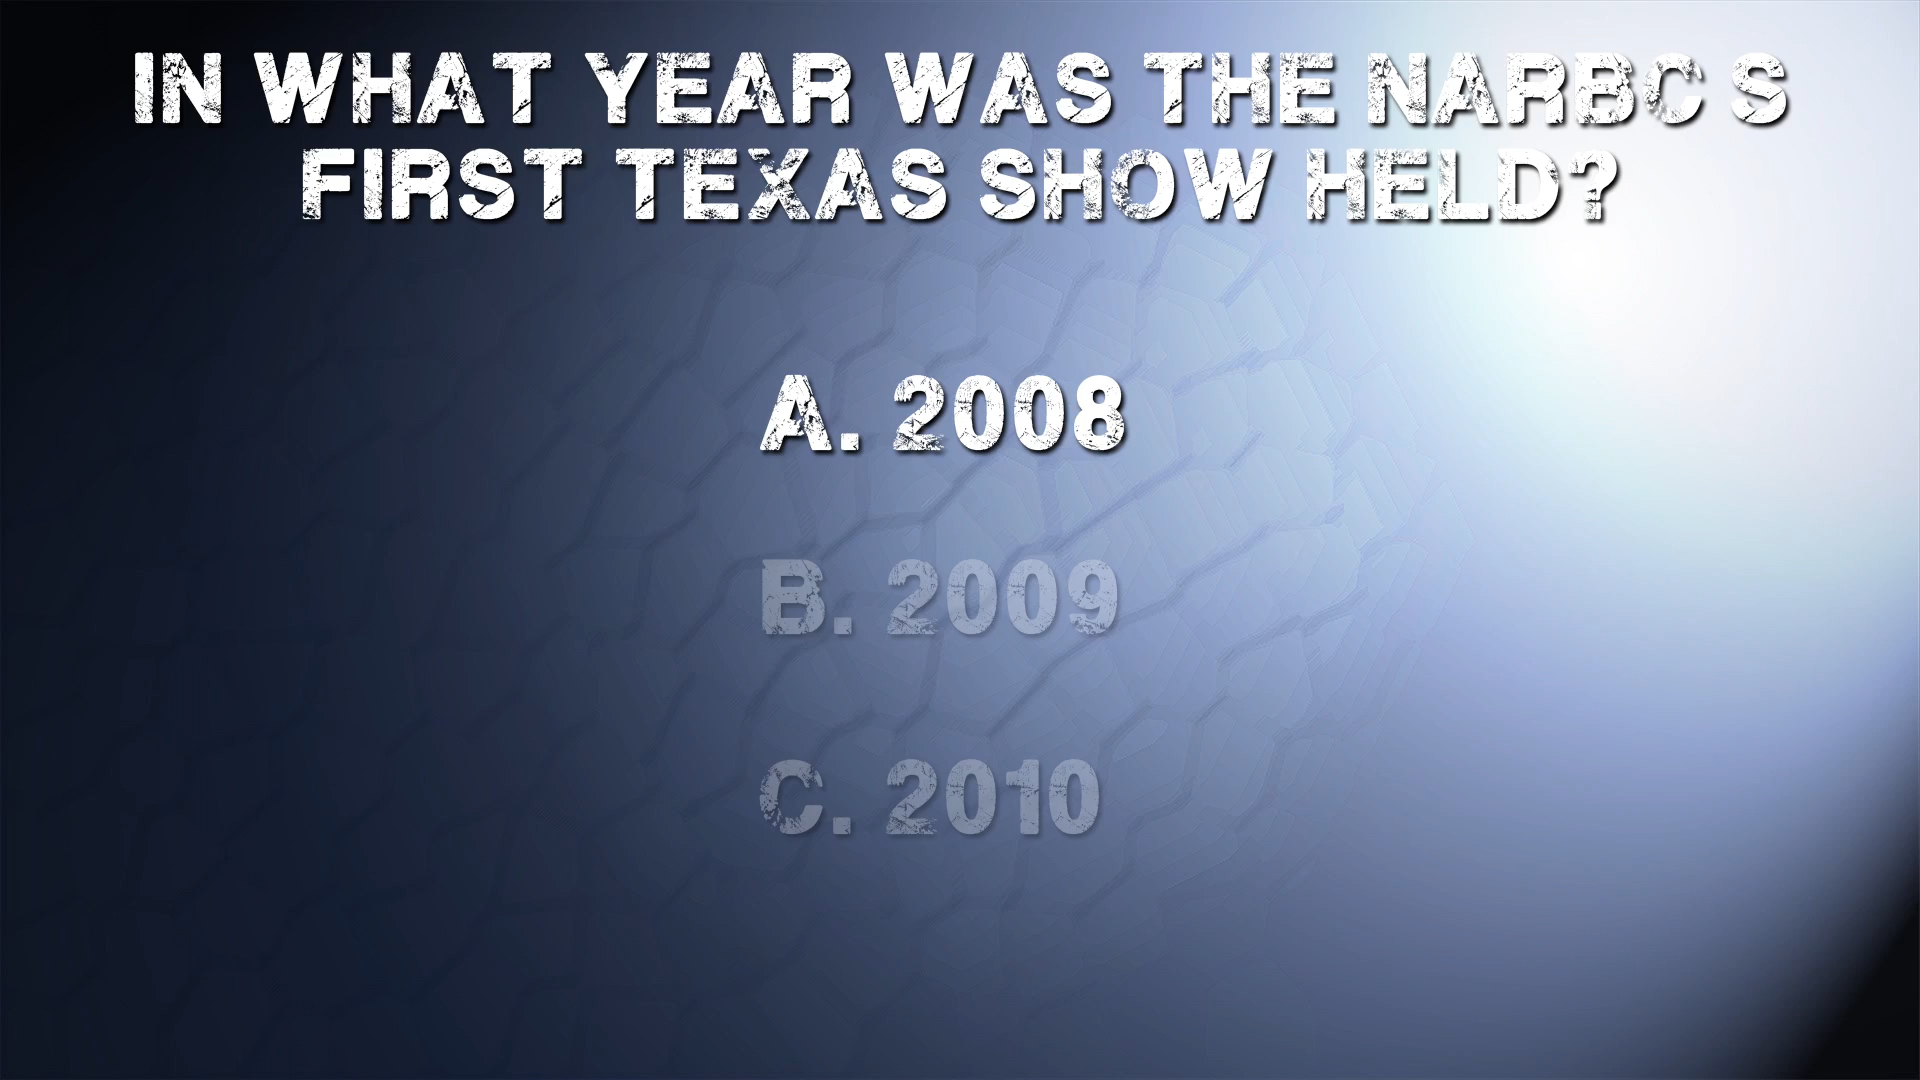 IN WHAT YEAR WAS THE NARBC S
FIRST TEXAS SHOW HELD?
A. 2008
B. 2009
C. 2010